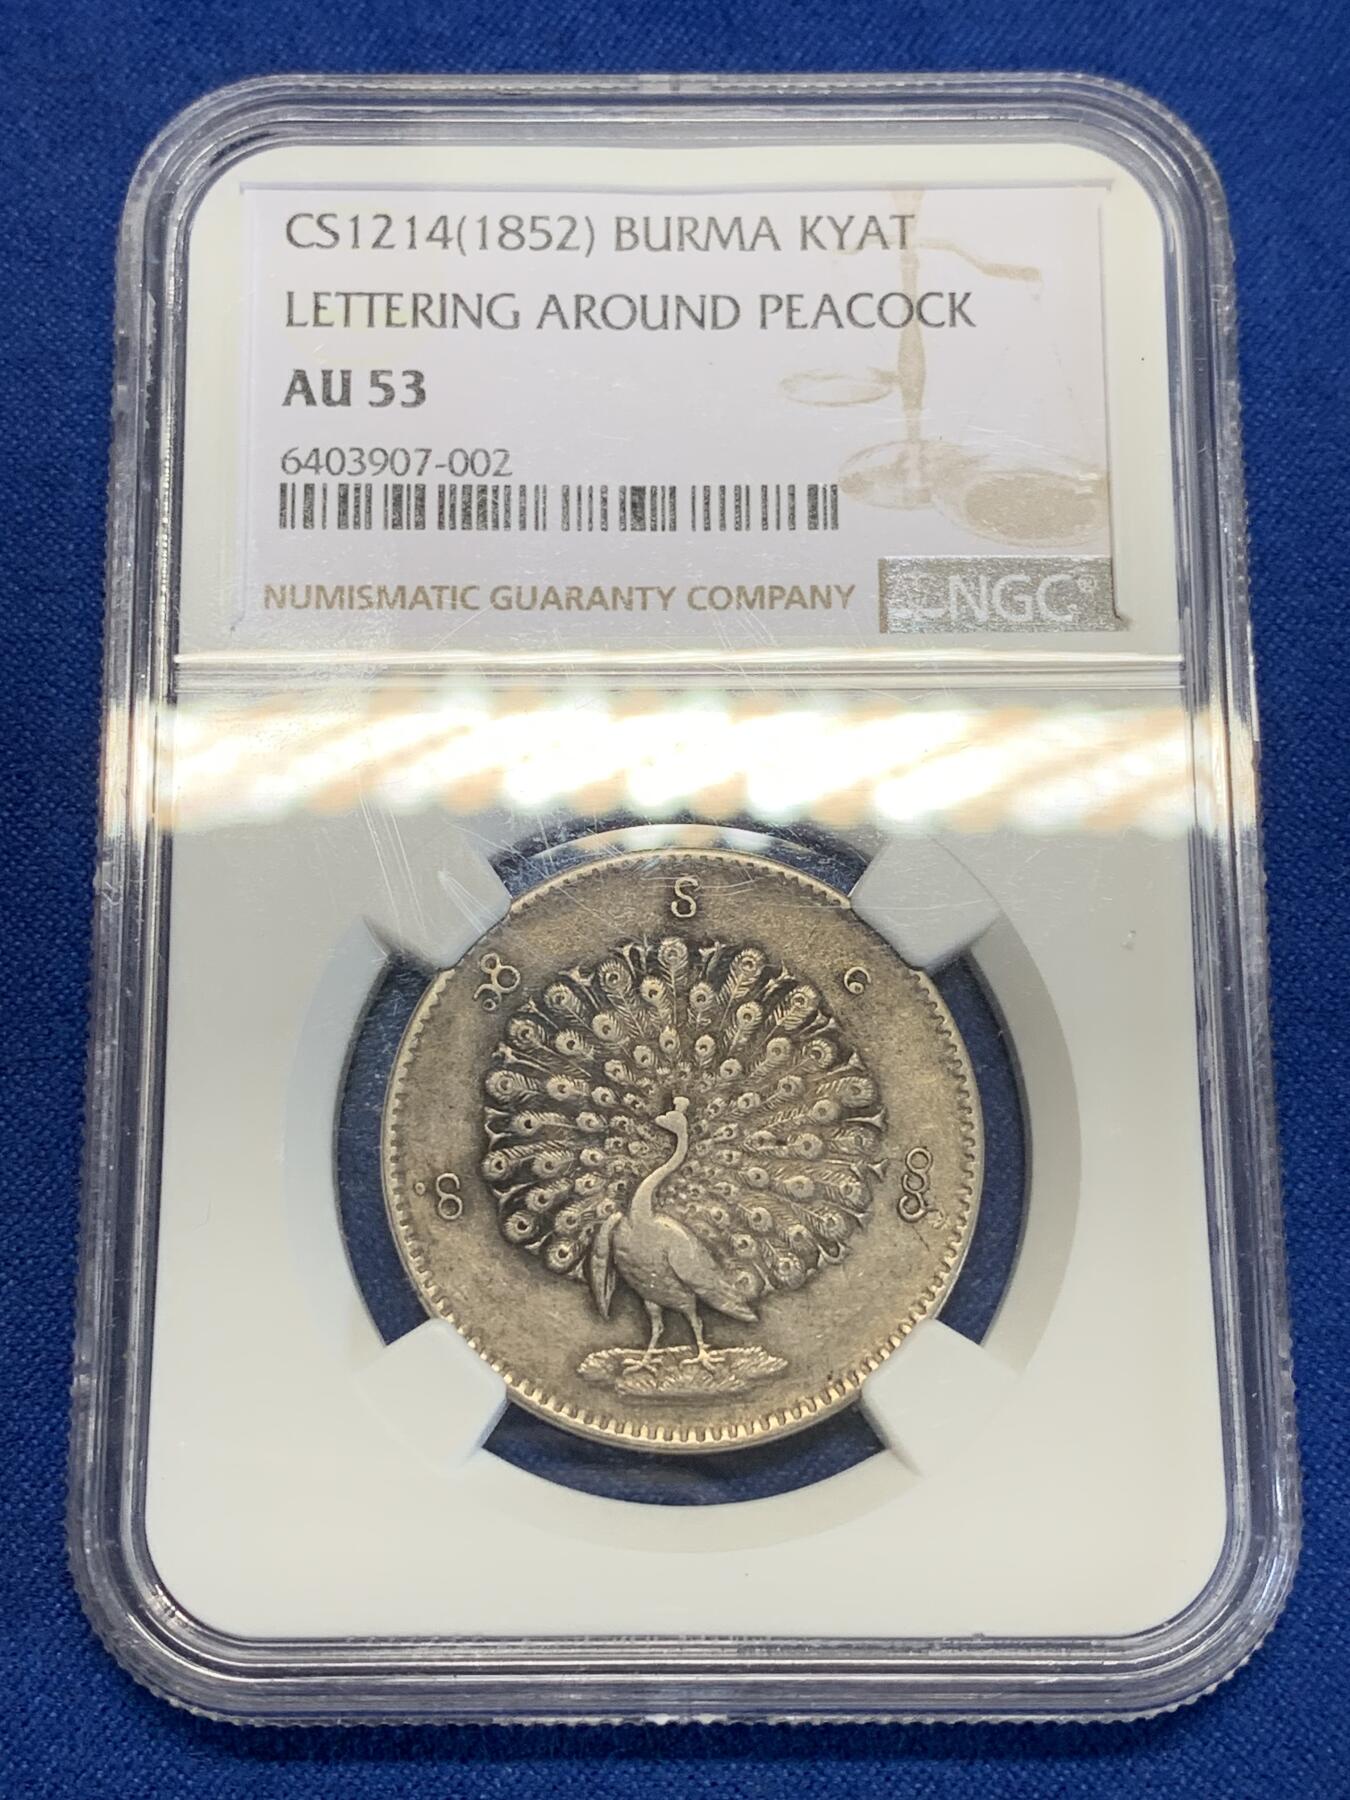 CS1214(1852) BURMA KYAT
LETTERING AROUND PEACOCK
AU 53
6403907-002
NUMISMATIC GUARANTY COMPANY
NGC®